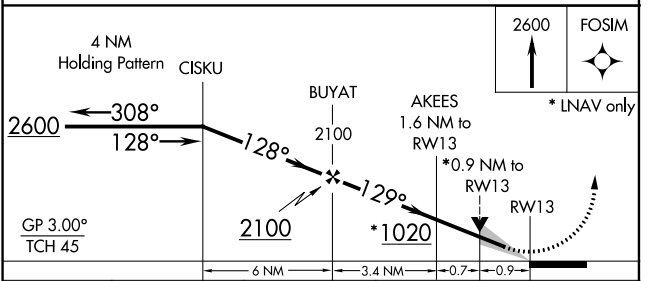 2600
FOSIM
* LNAV only
4 NM
Holding Pattern
CISKU
BUYAT
2100
AKEES
1.6 NM to
RW13
*0.9 NM to
RW13
RW13
2600
308°
128°
128°
129°
2100
*1020
GP 3.00°
TCH 45
6 NM
3.4 NM
0.7
0.9